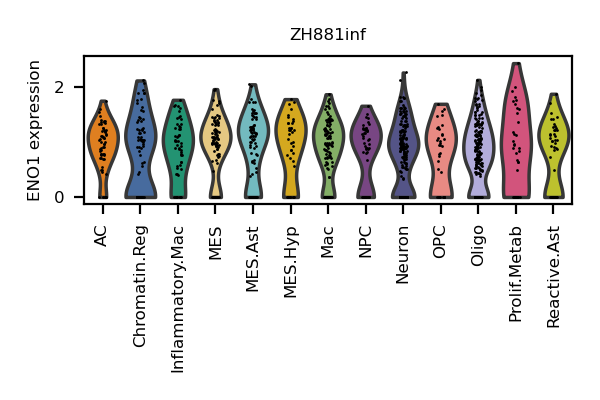 ZH881inf
ENO1 expression
2
0
AC
Chromatin.Reg
Inflammatory.Mac
MES
MES.Ast
MES.Hyp
Mac
NPC
Neuron
OPC
Oligo
Prolif.Metab
Reactive.Ast